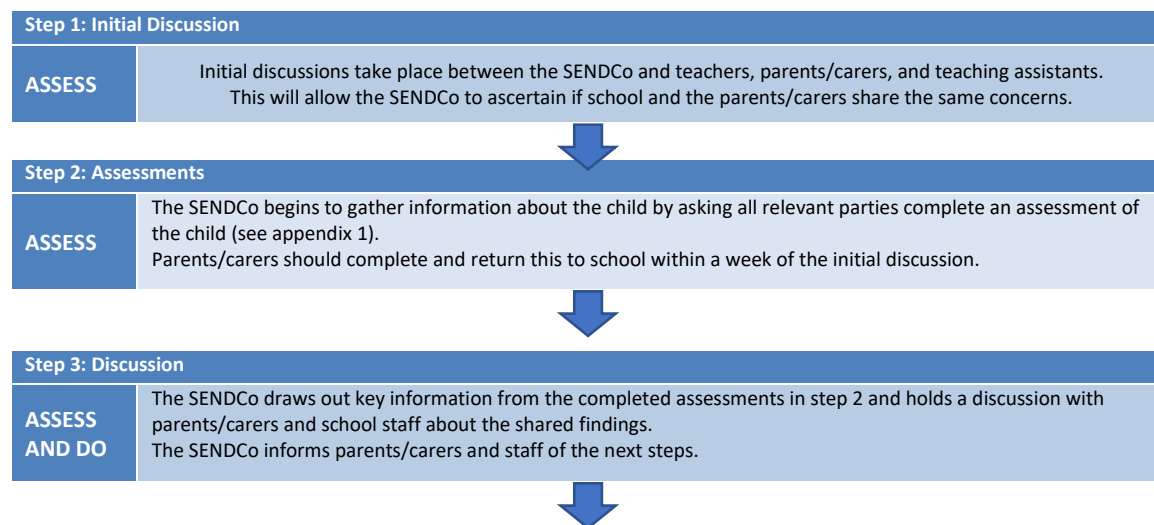 Step 1: Initial Discussion
ASSESS
Initial discussions take place between the SENDCo and teachers, parents/carers, and teaching assistants.
This will allow the SENDCo to ascertain if school and the parents/carers share the same concerns.
Step 2: Assessments
ASSESS
The SENDCo begins to gather information about the child by asking all relevant parties complete an assessment of
the child (see appendix 1).
Parents/carers should complete and return this to school within a week of the initial discussion.
Step 3: Discussion
ASSESS
AND DO
The SENDCo draws out key information from the completed assessments in step 2 and holds a discussion with
parents/carers and school staff about the shared findings.
The SENDCo informs parents/carers and staff of the next steps.